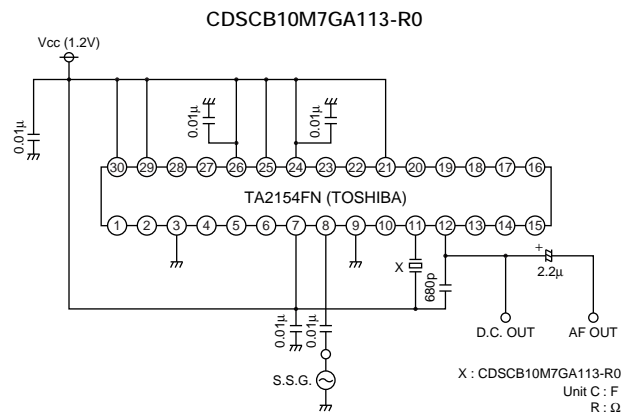 CDSCB10M7GA113-R0
Vcc (1.2V)
0.01μ
0.01μ
0.01μ
30 29 28 27 26 25 24 23 22 21 20 19 18 17 16
TA2154FN (TOSHIBA)
1 2 3 4 5 6 7 8 9 10 11 12 13 14 15
X
680p
+
2.2μ
0.01μ
0.01μ
D.C. OUT
AF OUT
S.S.G.
X : CDSCB10M7GA113-R0
Unit C : F
R : Ω